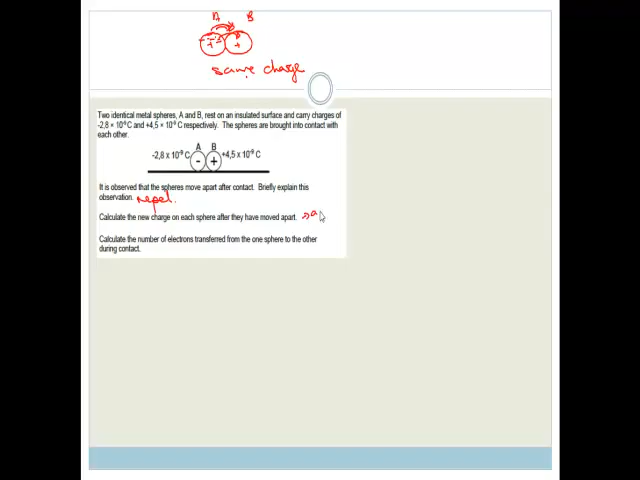 A B
- - - -
+ +
same charge
Two identical metal spheres, A and B, rest on an insulated surface and carry charges of
-2,8 × 10⁻⁹ C and +4,5 × 10⁻⁹ C respectively. The spheres are brought into contact with
each other.
A B
-2,8 x 10⁻⁹ C - + +4,5 x 10⁻⁹ C
It is observed that the spheres move apart after contact. Briefly explain this
observation. repel.
Calculate the new charge on each sphere after they have moved apart. → a
Calculate the number of electrons transferred from the one sphere to the other
during contact.